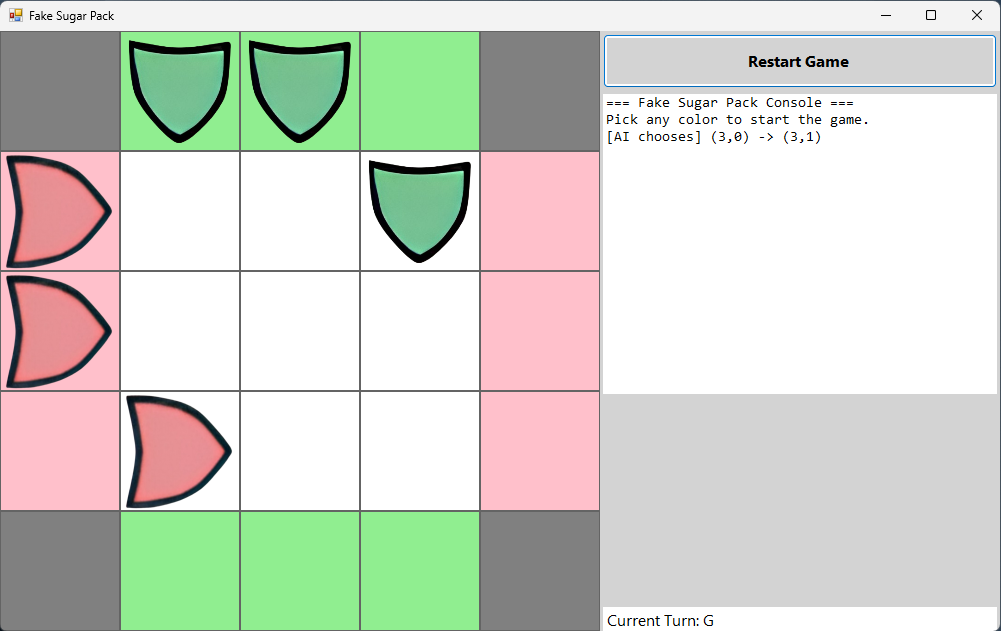 Fake Sugar Pack
Restart Game
=== Fake Sugar Pack Console ===
Pick any color to start the game.
[AI chooses] (3,0) -> (3,1)
Current Turn: G